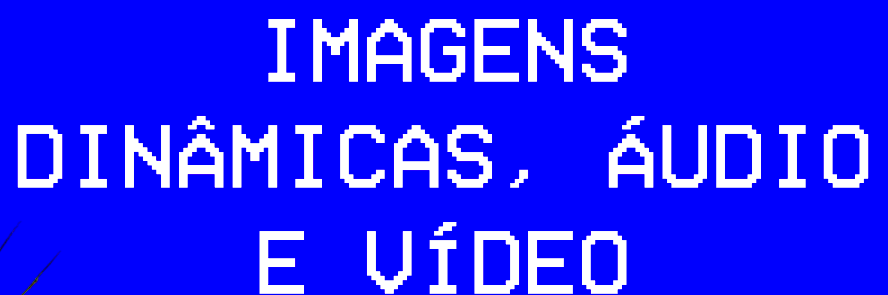 IMAGENS
DINÂMICAS, ÁUDIO
E VÍDEO